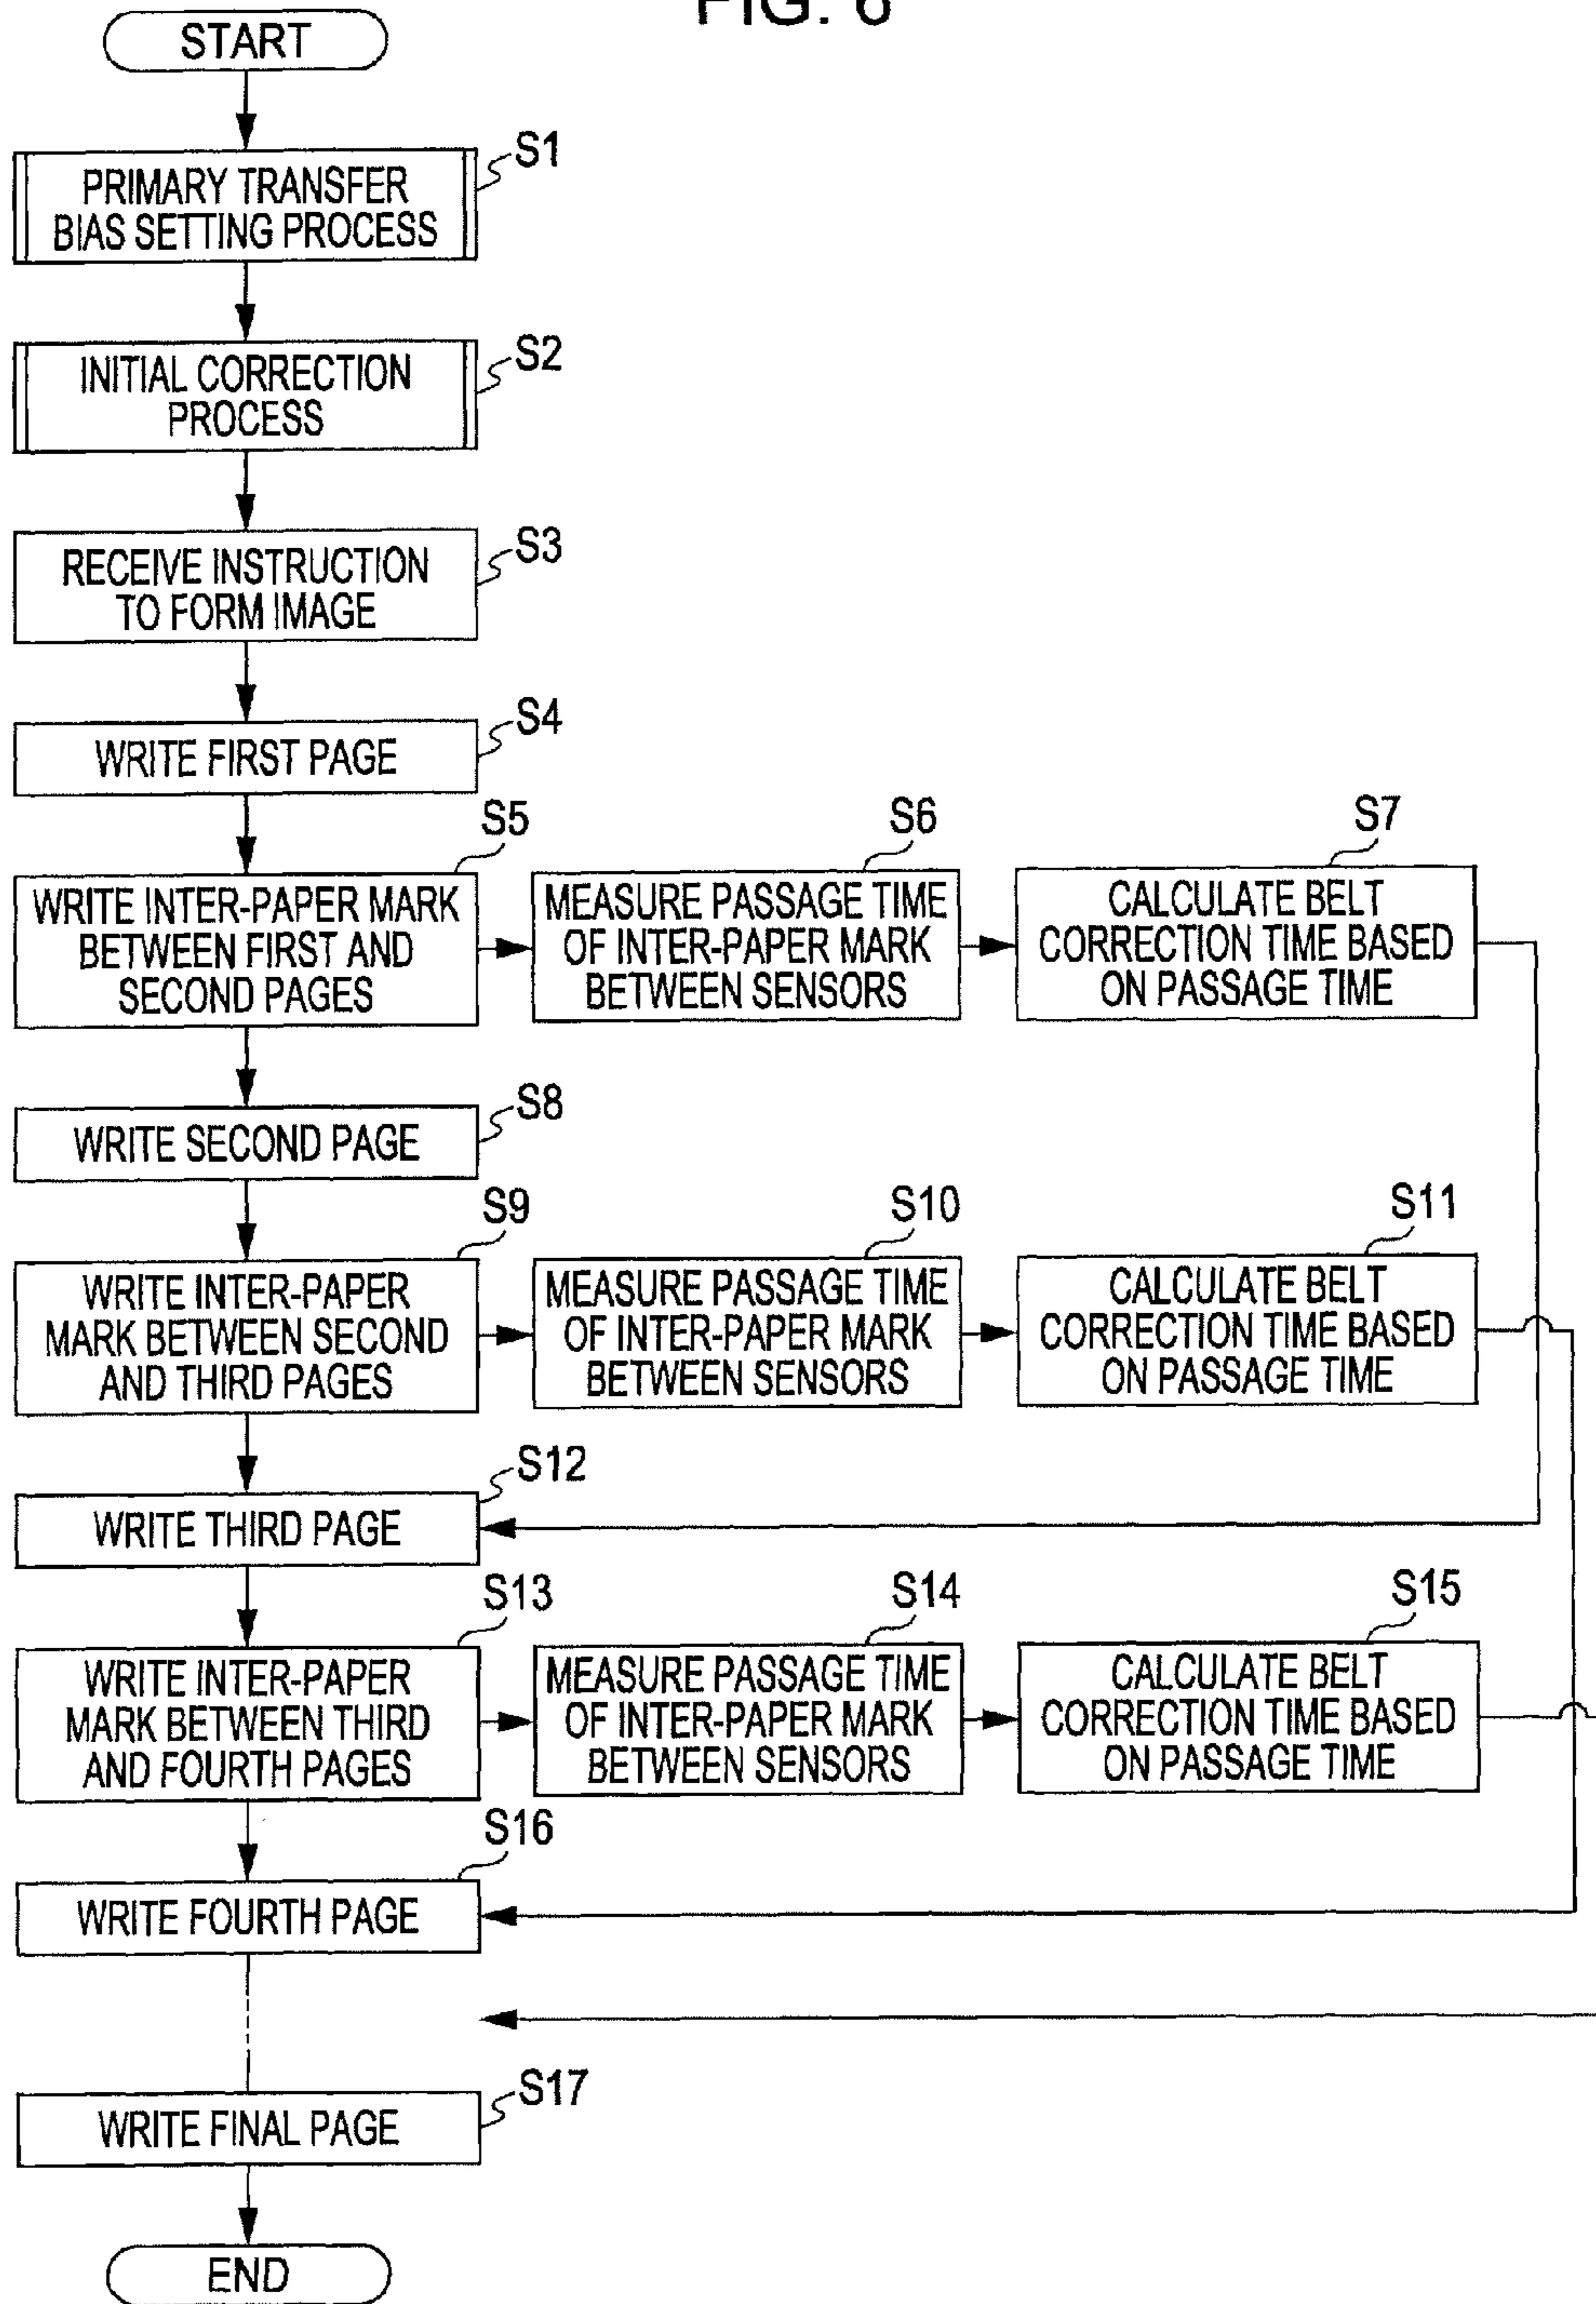 FIG. 6
START
S1
PRIMARY TRANSFER
BIAS SETTING PROCESS
S2
INITIAL CORRECTION
PROCESS
S3
RECEIVE INSTRUCTION
TO FORM IMAGE
S4
WRITE FIRST PAGE
S5
WRITE INTER-PAPER MARK
BETWEEN FIRST AND
SECOND PAGES
S6
MEASURE PASSAGE TIME
OF INTER-PAPER MARK
BETWEEN SENSORS
S7
CALCULATE BELT
CORRECTION TIME BASED
ON PASSAGE TIME
S8
WRITE SECOND PAGE
S9
WRITE INTER-PAPER
MARK BETWEEN SECOND
AND THIRD PAGES
S10
MEASURE PASSAGE TIME
OF INTER-PAPER MARK
BETWEEN SENSORS
S11
CALCULATE BELT
CORRECTION TIME BASED
ON PASSAGE TIME
S12
WRITE THIRD PAGE
S13
WRITE INTER-PAPER
MARK BETWEEN THIRD
AND FOURTH PAGES
S14
MEASURE PASSAGE TIME
OF INTER-PAPER MARK
BETWEEN SENSORS
S15
CALCULATE BELT
CORRECTION TIME BASED
ON PASSAGE TIME
S16
WRITE FOURTH PAGE
S17
WRITE FINAL PAGE
END